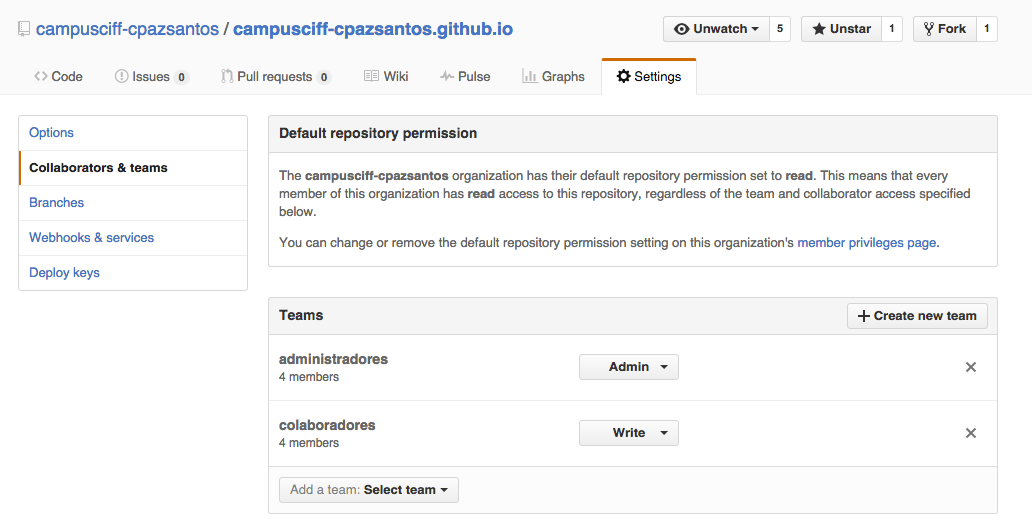 campusciff-cpazsantos / campusciff-cpazsantos.github.io
Unwatch 5
Unstar 1
Fork 1
Code
Issues 0
Pull requests 0
Wiki
Pulse
Graphs
Settings
Options
Collaborators & teams
Branches
Webhooks & services
Deploy keys
Default repository permission
The campusciff-cpazsantos organization has their default repository permission set to read. This means that every
member of this organization has read access to this repository, regardless of the team and collaborator access specified
below.
You can change or remove the default repository permission setting on this organization's member privileges page.
Teams
Create new team
administradores
4 members
Admin
colaboradores
4 members
Write
Add a team: Select team